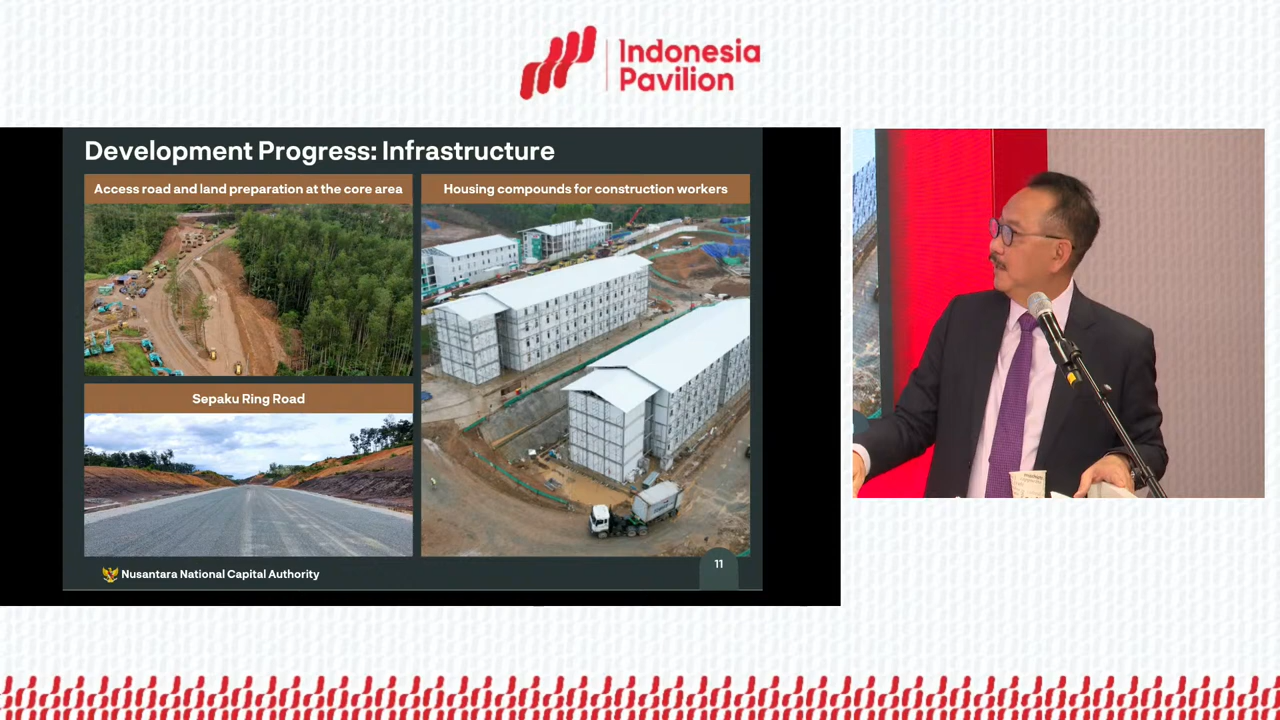 Indonesia
Pavilion
Development Progress: Infrastructure
Access road and land preparation at the core area
Housing compounds for construction workers
Sepaku Ring Road
Nusantara National Capital Authority
11